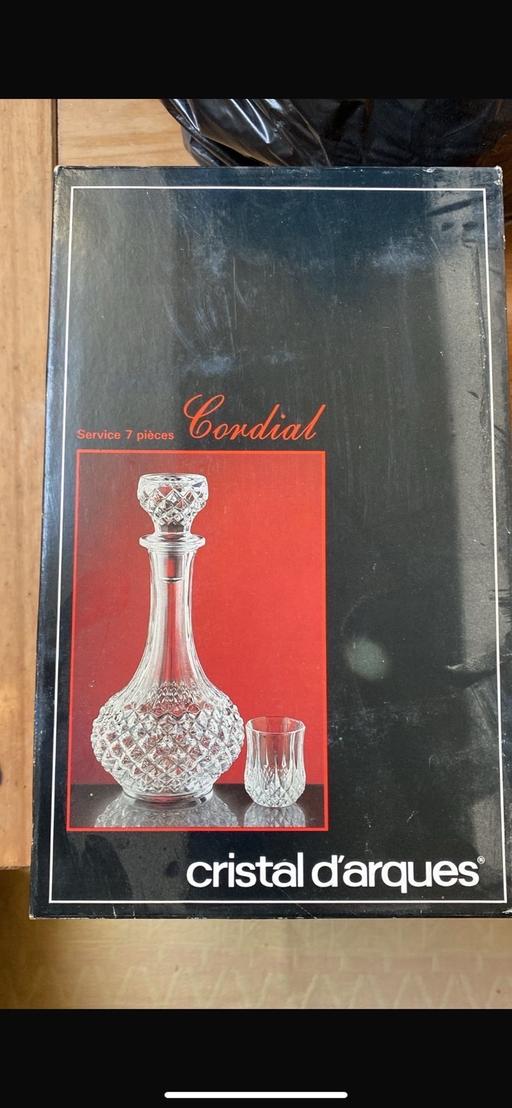 Service 7 pièces Cordial
cristal d'arques®